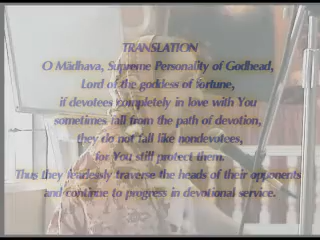 TRANSLATION
O Mādhava, Supreme Personality of Godhead,
Lord of the goddess of fortune,
if devotees completely in love with You
sometimes fall from the path of devotion,
they do not fall like nondevotees,
for You still protect them.
Thus they fearlessly traverse the heads of their opponents
and continue to progress in devotional service.